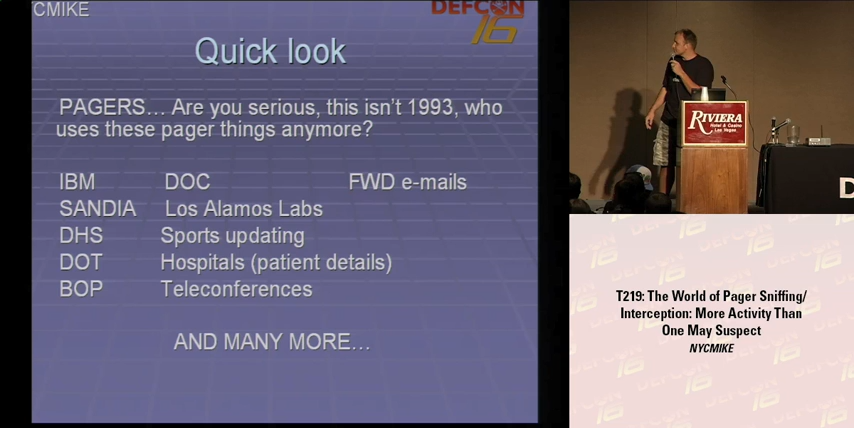 CMIKE
DEFCON
16
Quick look
PAGERS... Are you serious, this isn't 1993, who
uses these pager things anymore?
IBM DOC FWD e-mails
SANDIA Los Alamos Labs
DHS Sports updating
DOT Hospitals (patient details)
BOP Teleconferences
AND MANY MORE...
RIVIERA
Hotel & Casino
Las Vegas
D
T219: The World of Pager Sniffing/
Interception: More Activity Than
One May Suspect
NYCMIKE